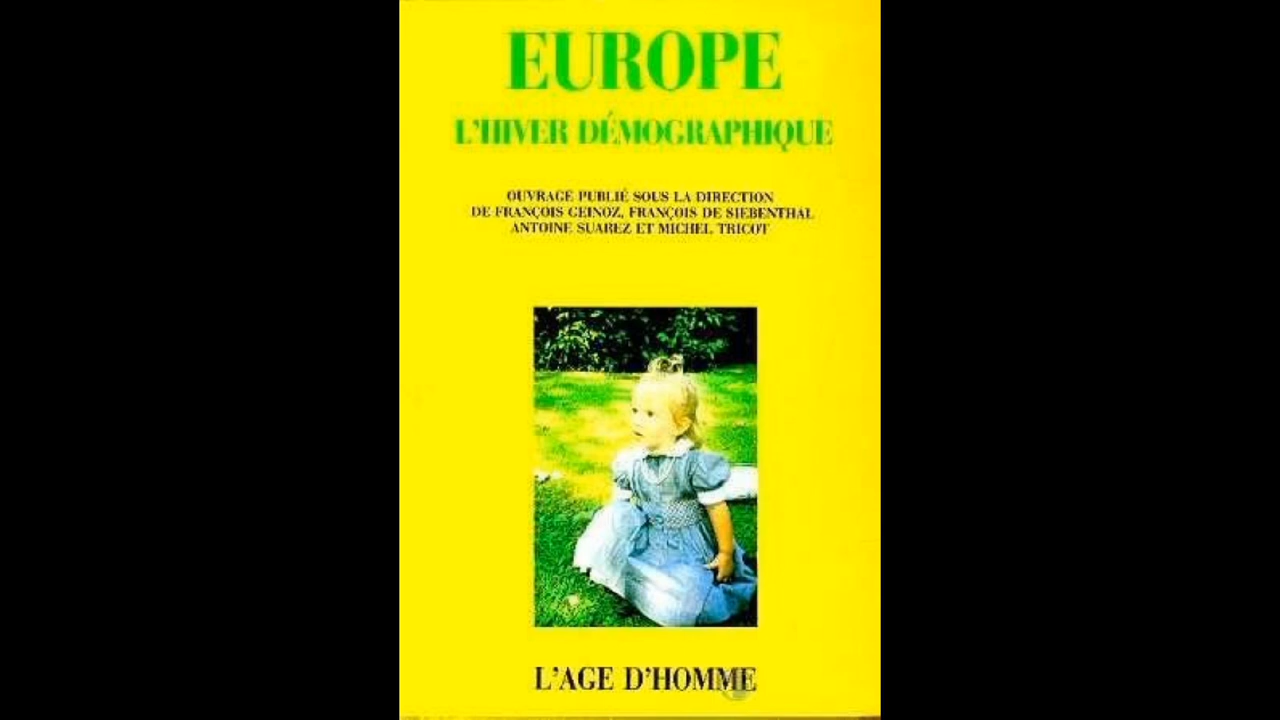 EUROPE
L'HIVER DÉMOGRAPHIQUE
OUVRAGE PUBLIÉ SOUS LA DIRECTION
DE FRANÇOIS GEINOZ, FRANÇOIS DE SIEBENTHAL
ANTOINE SUAREZ ET MICHEL TRICOT
L'AGE D'HOMME